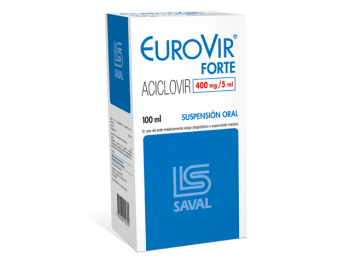 EUROVIR®
FORTE
ACICLOVIR 400 mg/5 ml
100 ml SUSPENSIÓN ORAL
El uso de este medicamento exige diagnóstico y supervisión médica
LS
SAVAL